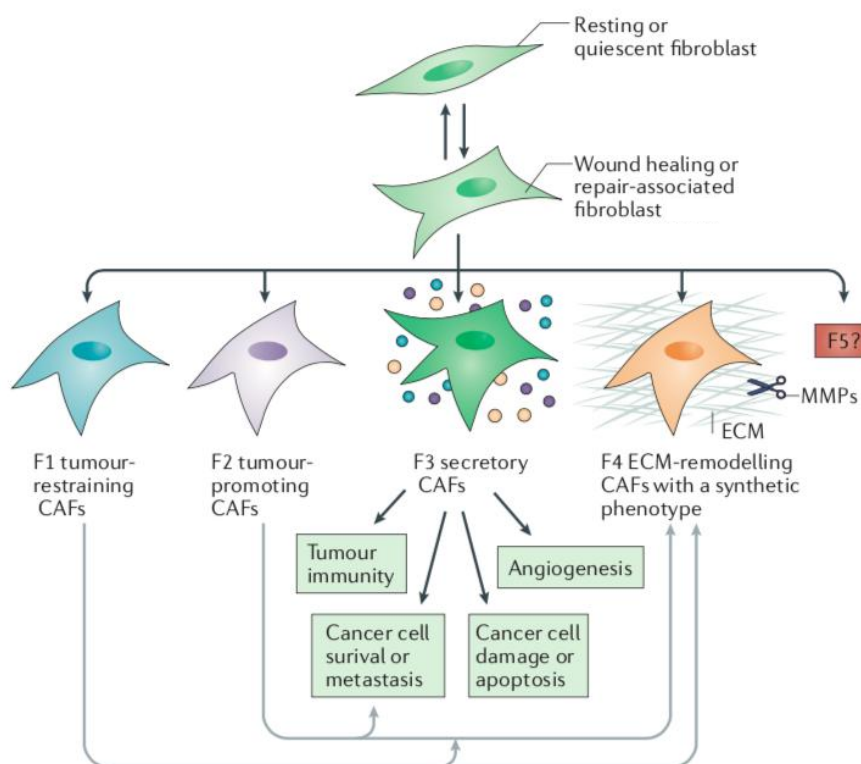 Resting or
quiescent fibroblast
Wound healing or
repair-associated
fibroblast
F5?
MMPs
ECM
F1 tumour-
restraining
CAFs
F2 tumour-
promoting
CAFs
F3 secretory
CAFs
F4 ECM-remodelling
CAFs with a synthetic
phenotype
Tumour
immunity
Angiogenesis
Cancer cell
surival or
metastasis
Cancer cell
damage or
apoptosis